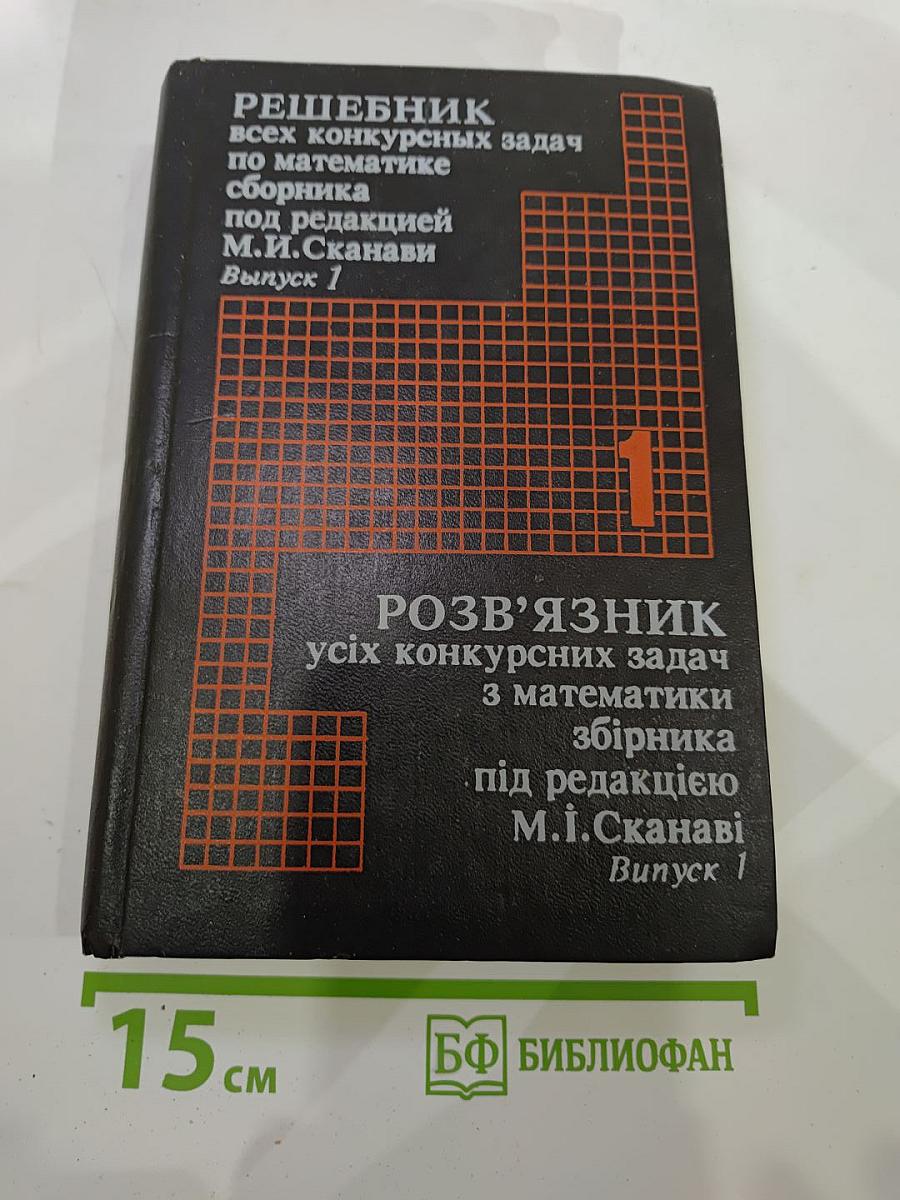 РЕШЕБНИК
всех конкурсных задач
по математике
сборника
под редакцией
М.И.Сканави
Выпуск 1
1
РОЗВ'ЯЗНИК
усіх конкурсних задач
з математики
збірника
під редакцією
М.І.Сканаві
Випуск 1
15 см
БФ БИБЛИОФАН